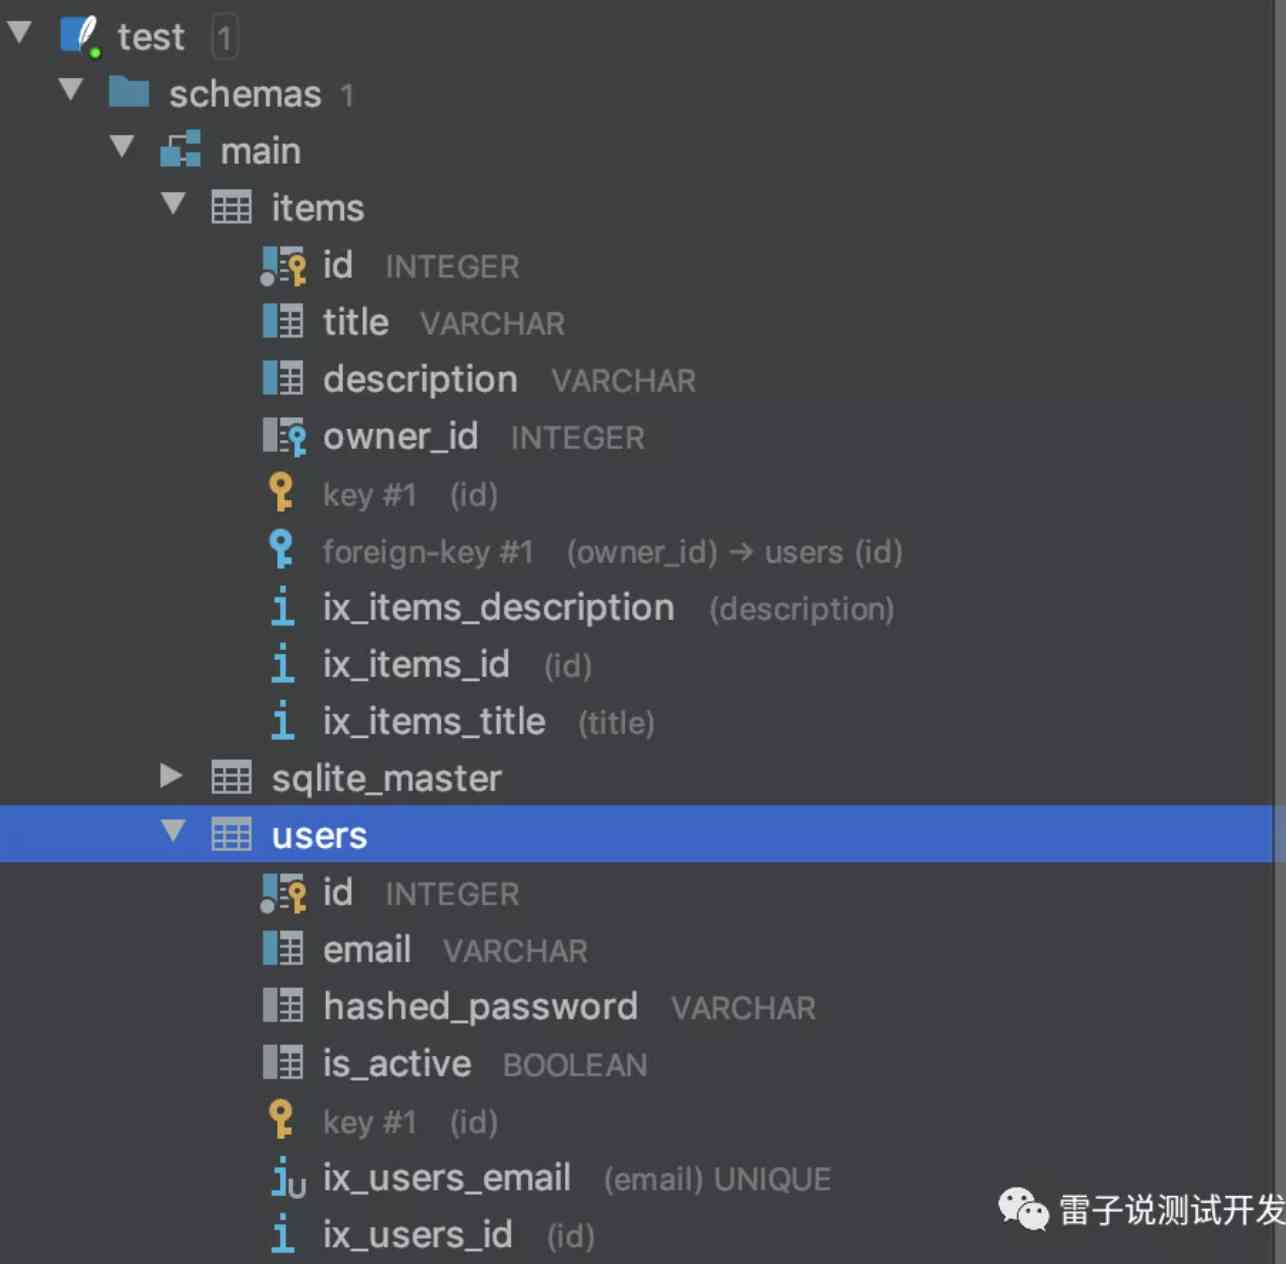 test 1
schemas 1
main
items
id INTEGER
title VARCHAR
description VARCHAR
owner_id INTEGER
key #1 (id)
foreign-key #1 (owner_id) → users (id)
ix_items_description (description)
ix_items_id (id)
ix_items_title (title)
sqlite_master
users
id INTEGER
email VARCHAR
hashed_password VARCHAR
is_active BOOLEAN
key #1 (id)
ix_users_email (email) UNIQUE
雷子说测试开发
ix_users_id (id)